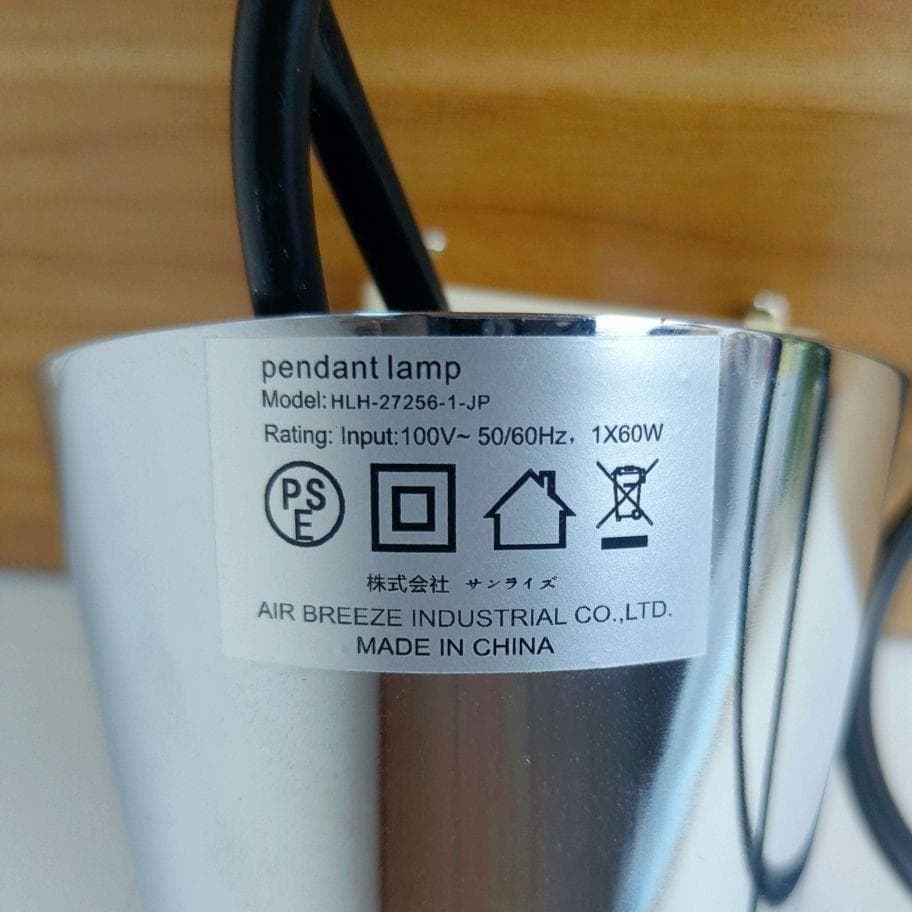 pendant lamp
Model: HLH-27256-1-JP
Rating: Input:100V~ 50/60Hz, 1X60W
PSE
株式会社 サンライズ
AIR BREEZE INDUSTRIAL CO.,LTD.
MADE IN CHINA